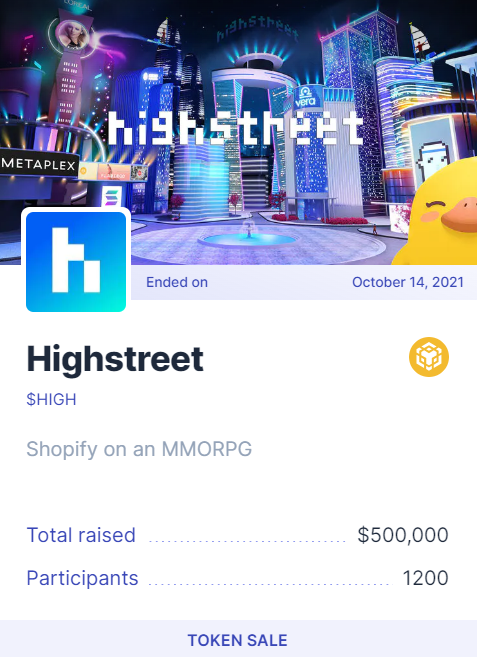 L'ORÉAL
highstreet
vera
highstreet
METAPLEX
Ended on October 14, 2021
h
Highstreet
$HIGH
Shopify on an MMORPG
Total raised $500,000
Participants 1200
TOKEN SALE